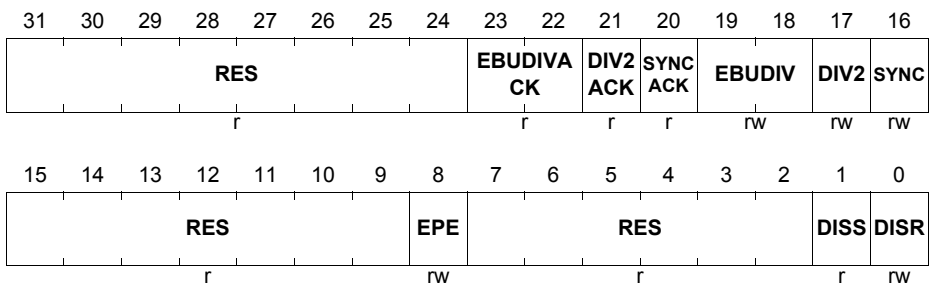 31 30 29 28 27 26 25 24 23 22 21 20 19 18 17 16
RES EBUDIVA CK DIV2 ACK SYNC ACK EBUDIV DIV2 SYNC
r r r r rw rw rw
15 14 13 12 11 10 9 8 7 6 5 4 3 2 1 0
RES EPE RES DISS DISR
r rw r r rw